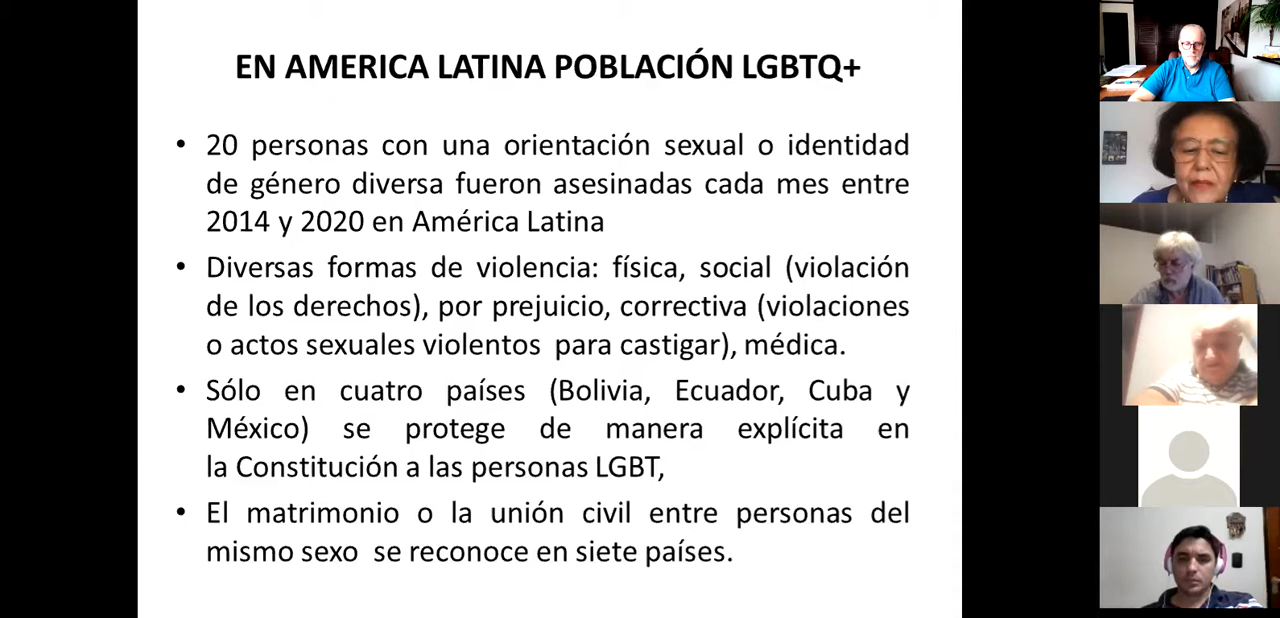 EN AMERICA LATINA POBLACIÓN LGBTQ+
• 20 personas con una orientación sexual o identidad
de género diversa fueron asesinadas cada mes entre
2014 y 2020 en América Latina
• Diversas formas de violencia: física, social (violación
de los derechos), por prejuicio, correctiva (violaciones
o actos sexuales violentos para castigar), médica.
• Sólo en cuatro países (Bolivia, Ecuador, Cuba y
México) se protege de manera explícita en
la Constitución a las personas LGBT,
• El matrimonio o la unión civil entre personas del
mismo sexo se reconoce en siete países.